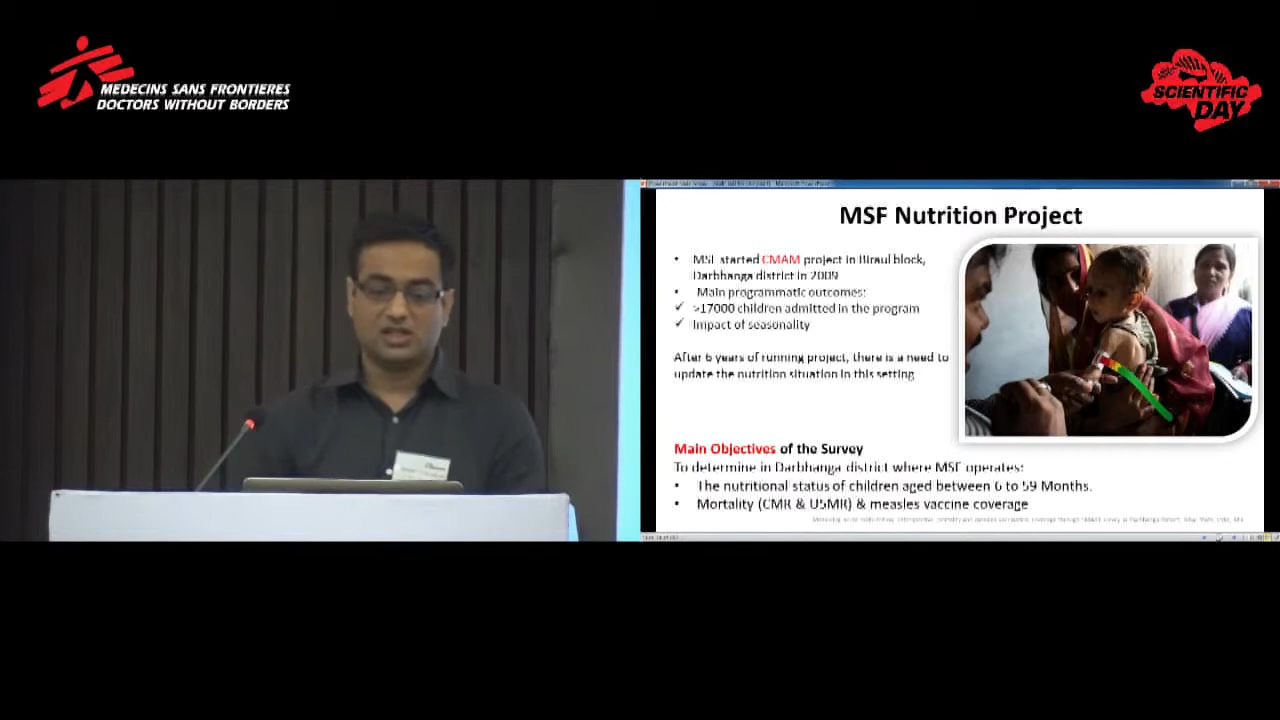 MEDECINS SANS FRONTIERES
DOCTORS WITHOUT BORDERS
SCIENTIFIC
DAY
MSF Nutrition Project
• MSF started CMAM project in Biraul block,
Darbhanga district in 2009
• Main programmatic outcomes:
✓ >17000 children admitted in the program
✓ Impact of seasonality
After 6 years of running project, there is a need to
update the nutrition situation in this setting
Main Objectives of the Survey
To determine in Darbhanga district where MSF operates:
• The nutritional status of children aged between 6 to 59 Months.
• Mortality (CMR & U5MR) & measles vaccine coverage